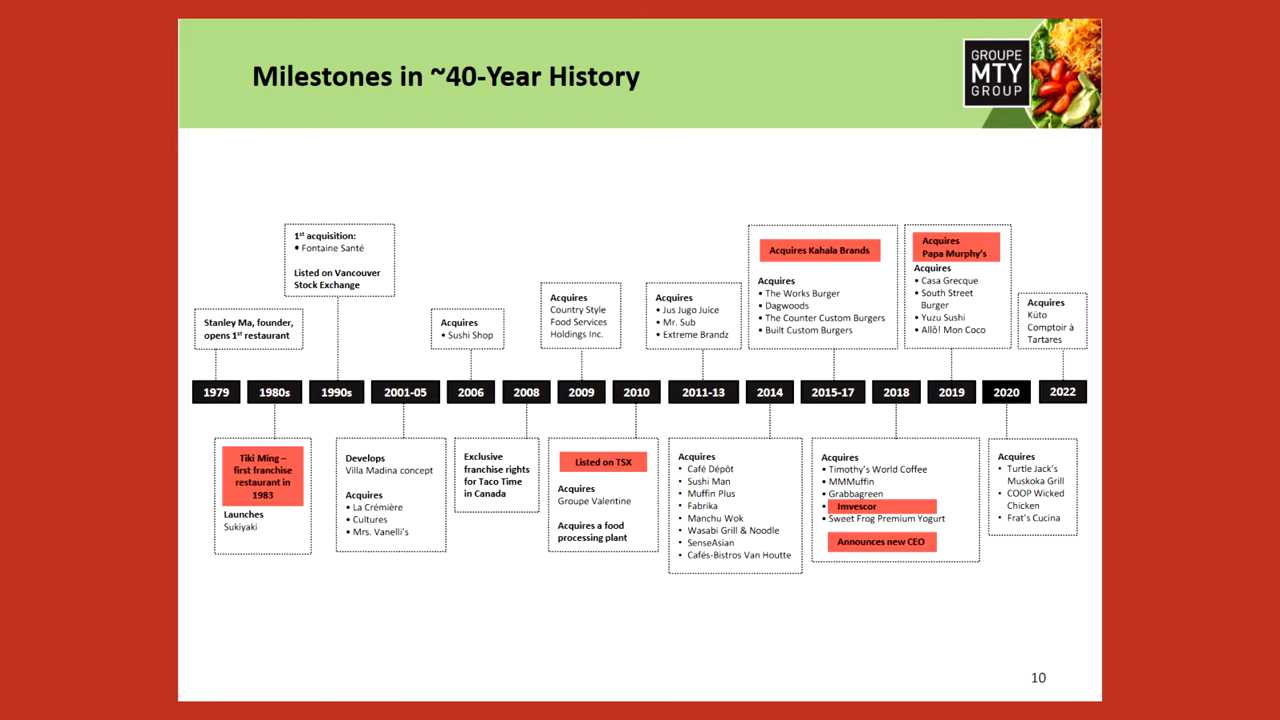 Milestones in ~40-Year History
GROUPE
MTY
GROUP
1st acquisition:
• Fontaine Santé
Listed on Vancouver
Stock Exchange
Stanley Ma, founder,
opens 1st restaurant
Acquires
• Sushi Shop
Acquires
Country Style
Food Services
Holdings Inc.
Acquires
• Jus Jugo Juice
• Mr. Sub
• Extreme Brandz
Acquires Kahala Brands
Acquires
• The Works Burger
• Dagwoods
• The Counter Custom Burgers
• Built Custom Burgers
Acquires
Papa Murphy's
Acquires
• Casa Grecque
• South Street
Burger
• Yuzu Sushi
• Allô! Mon Coco
Acquires
Küto
Comptoir à
Tartares
1979 1980s 1990s 2001-05 2006 2008 2009 2010 2011-13 2014 2015-17 2018 2019 2020 2022
Tiki Ming –
first franchise
restaurant in
1983
Launches
Sukiyaki
Develops
Villa Madina concept
Acquires
• La Crémière
• Cultures
• Mrs. Vanelli's
Exclusive
franchise rights
for Taco Time
in Canada
Listed on TSX
Acquires
Groupe Valentine
Acquires a food
processing plant
Acquires
• Café Dépôt
• Sushi Man
• Muffin Plus
• Fabrika
• Manchu Wok
• Wasabi Grill & Noodle
• SenseAsian
• Cafés-Bistros Van Houtte
Acquires
• Timothy's World Coffee
• MMMuffin
• Grabbagreen
• Imvescor
• Sweet Frog Premium Yogurt
Announces new CEO
Acquires
• Turtle Jack's
Muskoka Grill
• COOP Wicked
Chicken
• Frat's Cucina
10